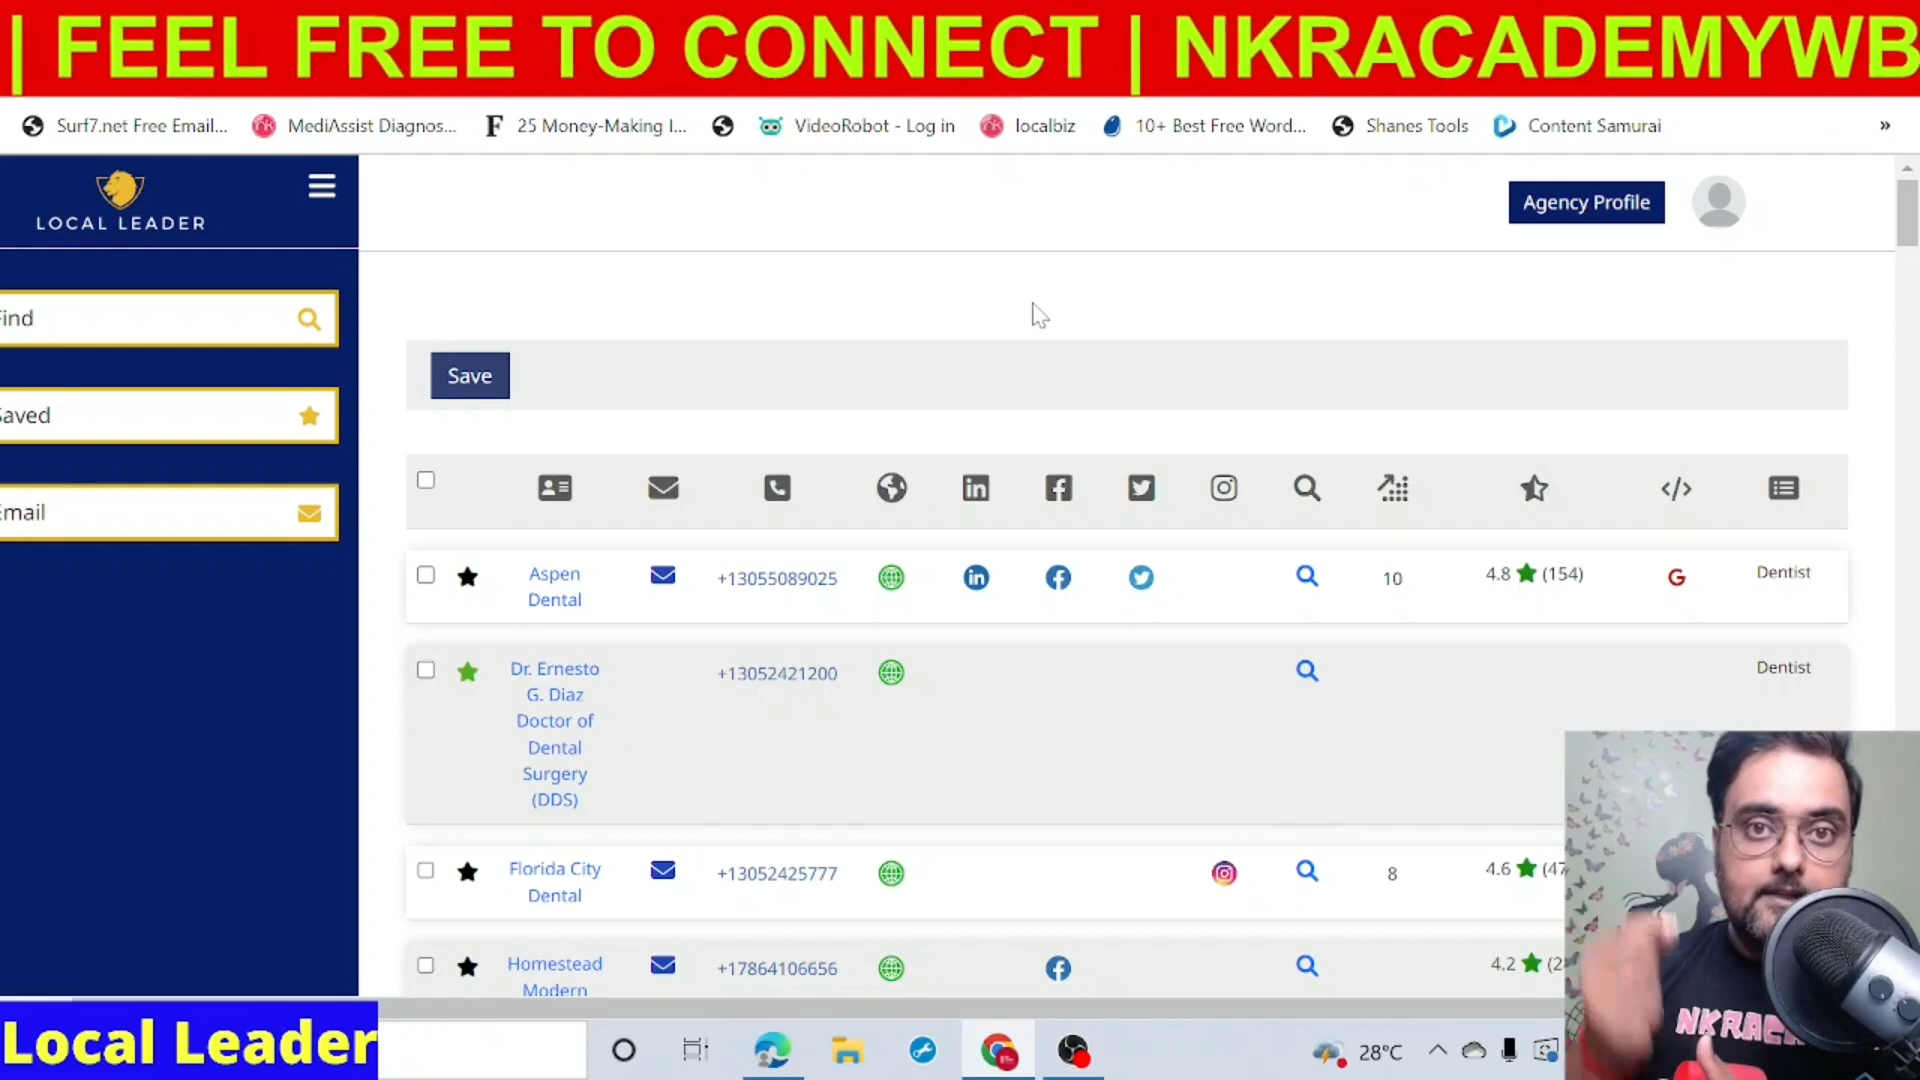 | FEEL FREE TO CONNECT | NKRACADEMYWB
Surf7.net Free Email... MediAssist Diagnos... 25 Money-Making I... VideoRobot - Log in localbiz 10+ Best Free Word... Shanes Tools Content Samurai »
LOCAL LEADER
Agency Profile
Find
Saved
Email
Save
Aspen
Dental
+13055089025
10
4.8 (154)
Dentist
Dr. Ernesto
G. Diaz
Doctor of
Dental
Surgery
(DDS)
+13052421200
Dentist
Florida City
Dental
+13052425777
8
4.6 (47
Homestead
Modern
+17864106656
4.2 (2
Local Leader
28°C
NKRAC